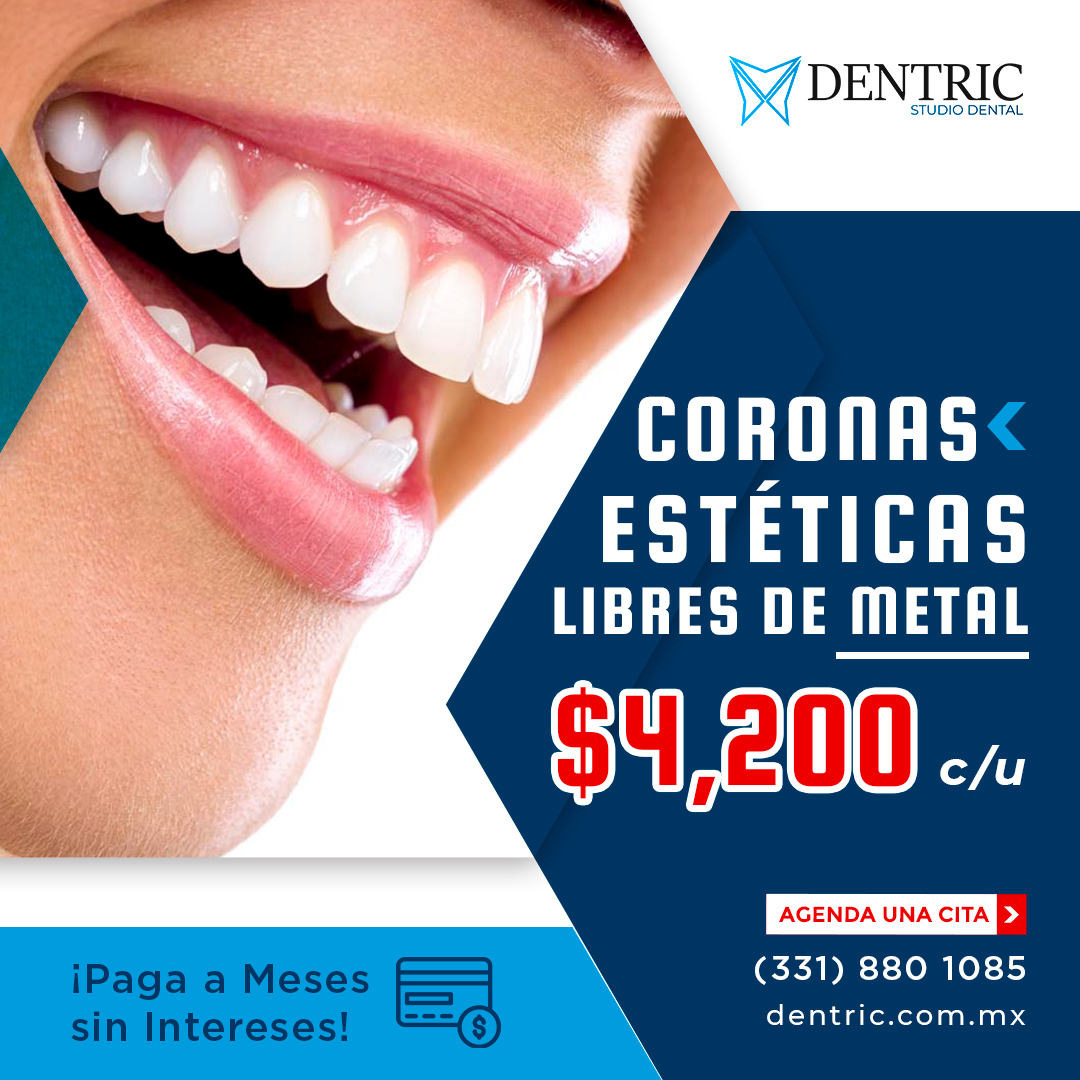 DENTRIC
STUDIO DENTAL
CORONAS
ESTÉTICAS
LIBRES DE METAL
$4,200 c/u
AGENDA UNA CITA
(331) 880 1085
dentric.com.mx
¡Paga a Meses
sin Intereses!
$